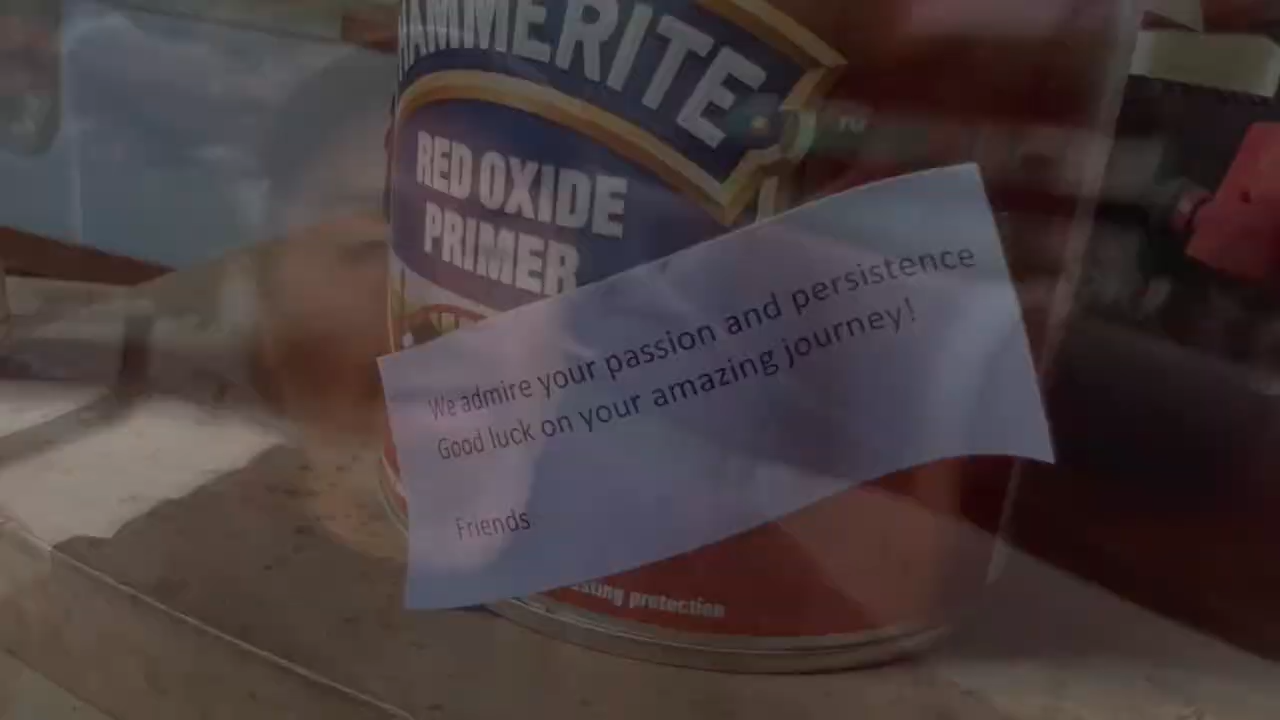 HAMMERITE
RED OXIDE
PRIMER
We admire your passion and persistence
Good luck on your amazing journey!
Friends
protection